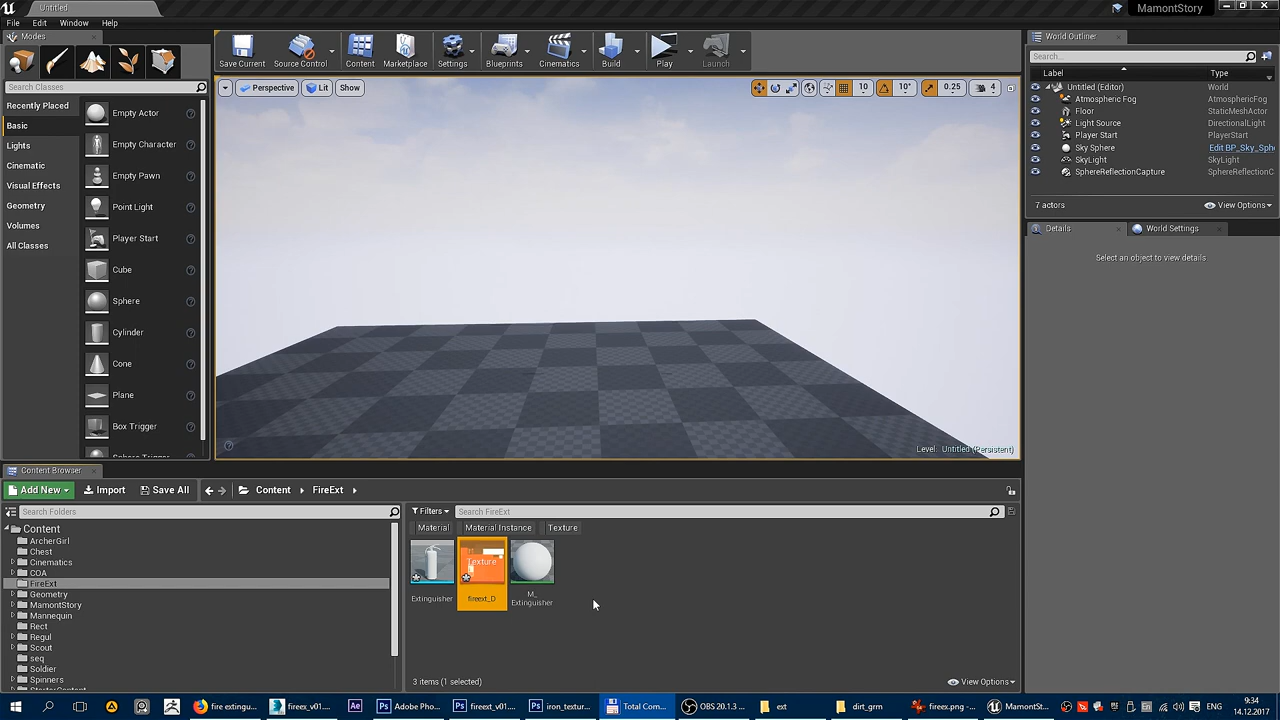 Untitled
MamontStory
File Edit Window Help
Modes
Search Classes
Recently Placed
Basic
Lights
Cinematic
Visual Effects
Geometry
Volumes
All Classes
Empty Actor
Empty Character
Empty Pawn
Point Light
Player Start
Cube
Sphere
Cylinder
Cone
Plane
Box Trigger
Sphere Trigger
Save Current
Source Control
Content
Marketplace
Settings
Blueprints
Cinematics
Build
Play
Launch
Perspective Lit Show
10 10° 0.25 4
Level: Untitled (Persistent)
World Outliner
Search...
Label Type
Untitled (Editor) World
Atmospheric Fog AtmosphericFog
Floor StaticMeshActor
Light Source DirectionalLight
Player Start PlayerStart
Sky Sphere Edit BP_Sky_Sph
SkyLight SkyLight
SphereReflectionCapture SphereReflectionC
7 actors View Options
Details World Settings
Select an object to view details.
Content Browser
Add New Import Save All Content FireExt
Search Folders
Content
ArcherGirl
Chest
Cinematics
COA
FireExt
Geometry
MamontStory
Mannequin
Rect
Regul
Scout
seq
Soldier
Spinners
StarterContent
Filters Search FireExt
Material Material Instance Texture
Texture
Extinguisher
fireext_D
M_
Extinguisher
3 items (1 selected) View Options
fire extingu...
fireex_v01...
Adobe Pho...
fireext_v01...
iron_textur...
Total Com...
OBS 20.1.3 ...
ext
dirt_grm
fireex.png - ...
MamontSt...
ENG
9:34
14.12.2017